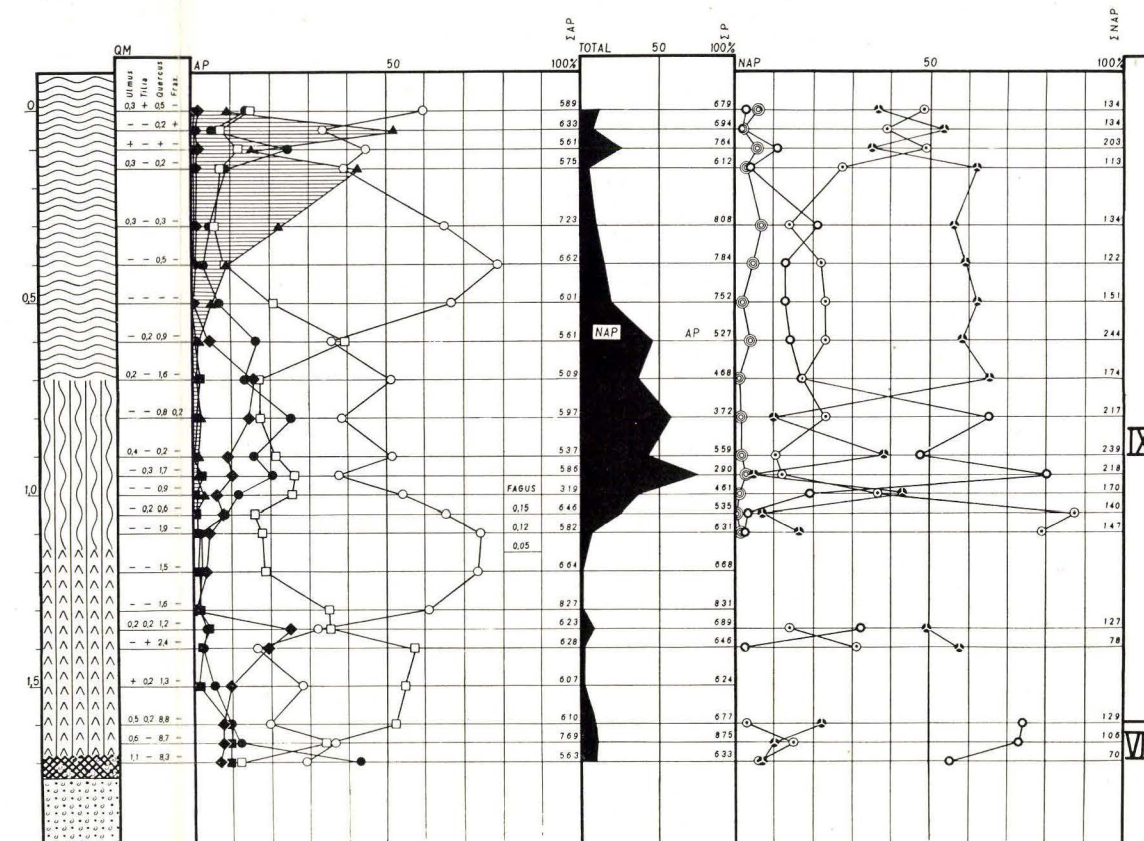 QM
Ulmus Tilia Quercus Frax.
AP 50 100% ΣAP
TOTAL 50 100% ΣP
NAP 50 100% ΣNAP
0 0,3 + 0,5 - 589 679 134
- - 0,2 + 633 694 134
+ - + - 561 764 203
0,3 - 0,2 - 575 612 113
0,3 - 0,3 - 723 808 134
- - 0,5 - 662 784 122
0,5 - - - - 601 752 151
- 0,2 0,9 - 561 NAP AP 527 244
0,2 - 1,6 - 509 468 174
- - 0,8 0,2 597 372 217
0,4 - 0,2 - 537 559 239
IX
- 0,3 1,7 - 586 290 218
FAGUS
1,0 - - 0,9 - 319 461 170
- 0,2 0,6 - 0,15 646 535 140
- - 1,9 - 0,12 582 631 147
0,05
- - 1,5 - 664 668
- - 1,6 - 827 831
0,2 0,2 1,2 - 623 689 127
- + 2,4 - 628 646 78
1,5 + 0,2 1,3 - 607 624
0,5 0,2 8,8 - 610 677 129
0,6 - 8,7 - 769 875 106
1,1 - 8,3 - 563 633 70